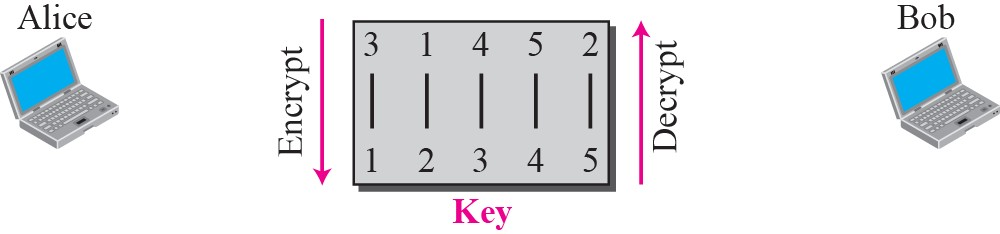 Alice
Bob
Encrypt
3 1 4 5 2
1 2 3 4 5
Decrypt
Key